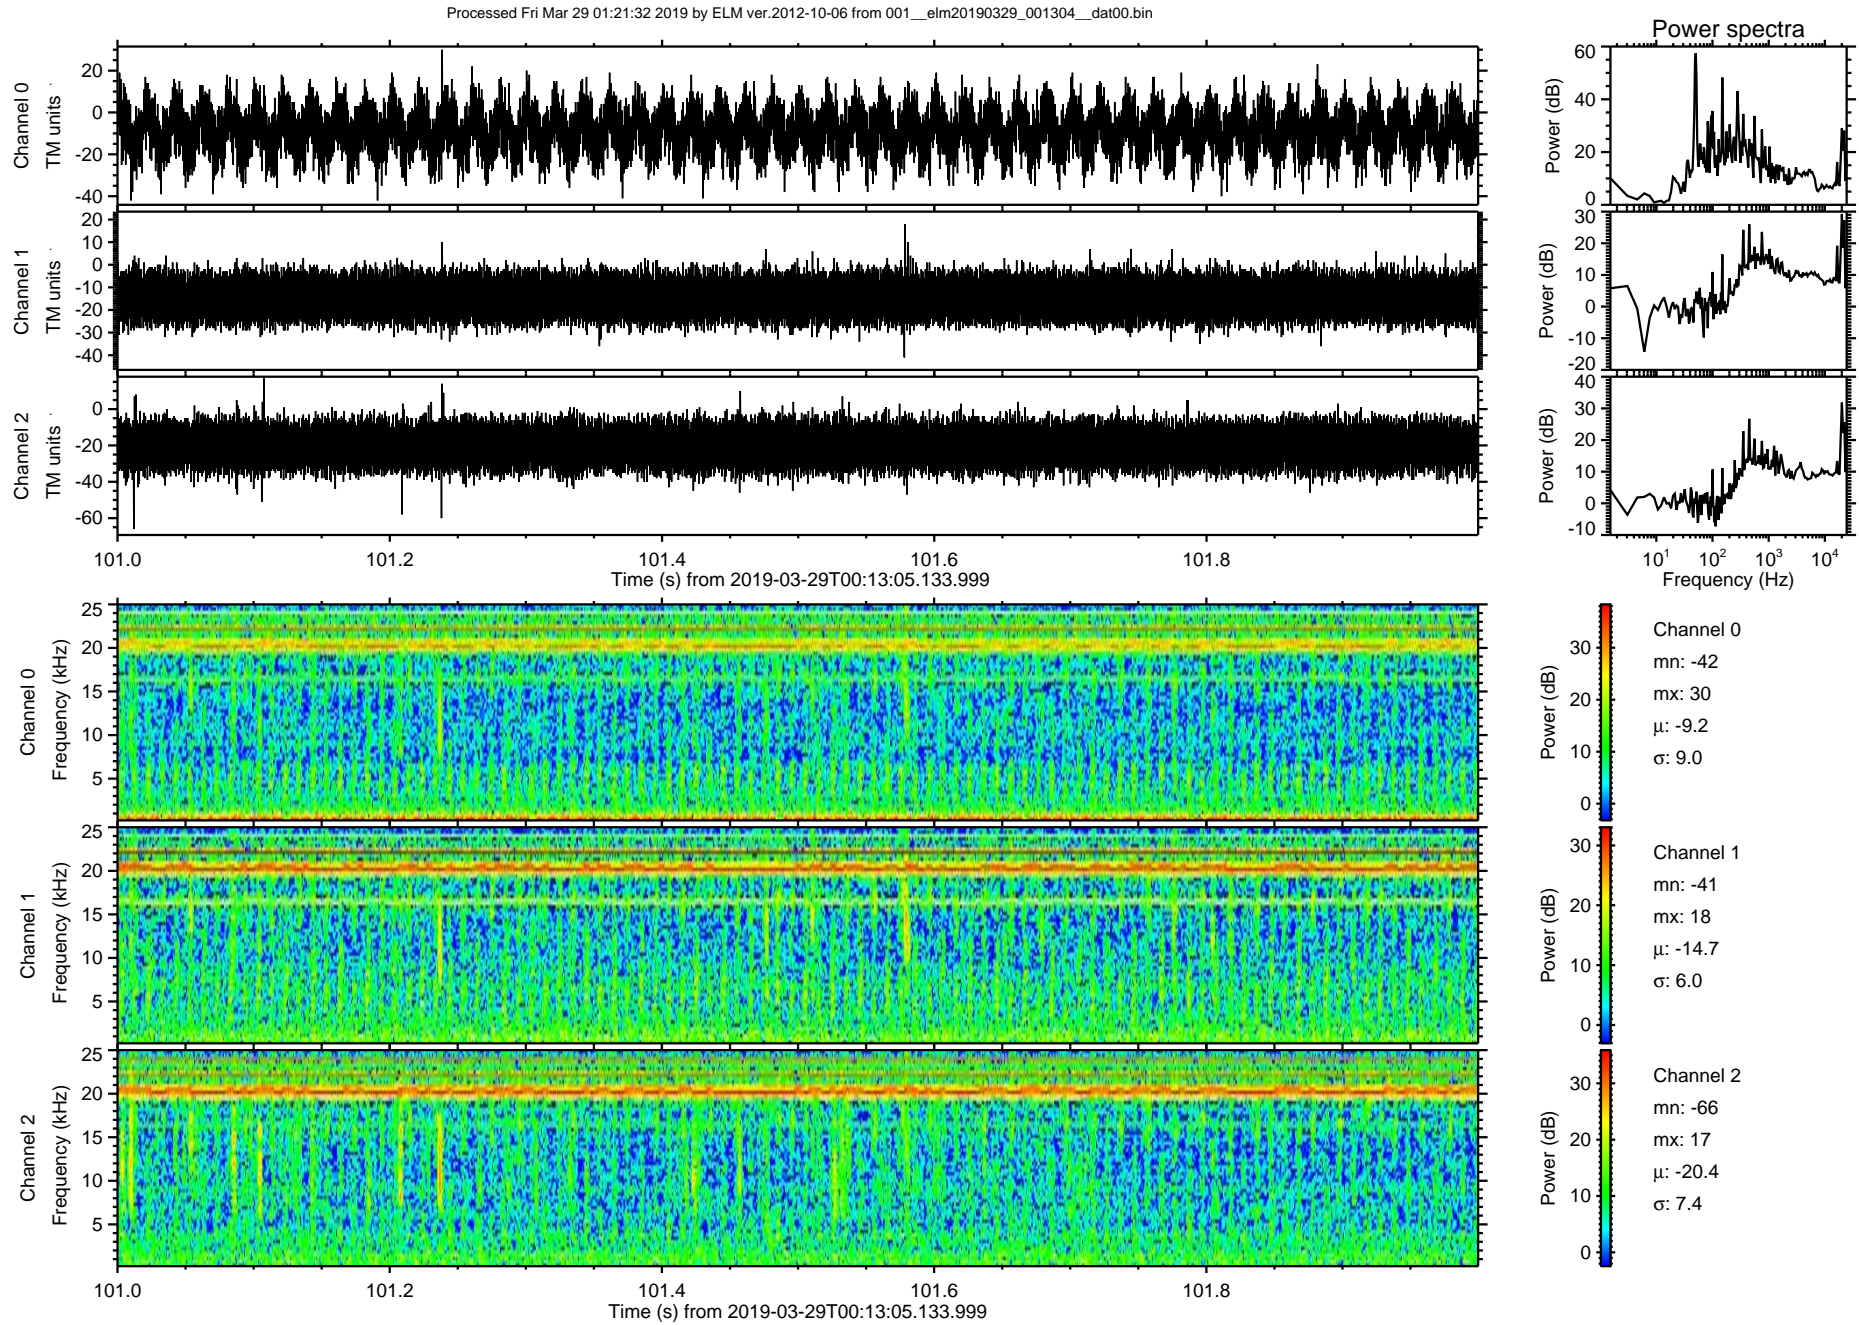 Processed Fri Mar 29 01:21:32 2019 by ELM ver.2012-10-06 from 001__elm20190329_001304__dat00.bin
Power spectra
Channel 0
TM units
20
0
-20
-40
Power (dB)
60
40
20
0
Channel 1
TM units
20
10
0
-10
-20
-30
-40
Power (dB)
30
20
10
0
-10
-20
Channel 2
TM units
0
-20
-40
-60
Power (dB)
40
30
20
10
0
-10
101.0 101.2 101.4 101.6 101.8
Time (s) from 2019-03-29T00:13:05.133.999
10^1 10^2 10^3 10^4
Frequency (Hz)
Channel 0
Frequency (kHz)
25
20
15
10
5
Power (dB)
30
20
10
0
Channel 0
mn: -42
mx: 30
μ: -9.2
σ: 9.0
Channel 1
Frequency (kHz)
25
20
15
10
5
Power (dB)
30
20
10
0
Channel 1
mn: -41
mx: 18
μ: -14.7
σ: 6.0
Channel 2
Frequency (kHz)
25
20
15
10
5
Power (dB)
30
20
10
0
Channel 2
mn: -66
mx: 17
μ: -20.4
σ: 7.4
101.0 101.2 101.4 101.6 101.8
Time (s) from 2019-03-29T00:13:05.133.999